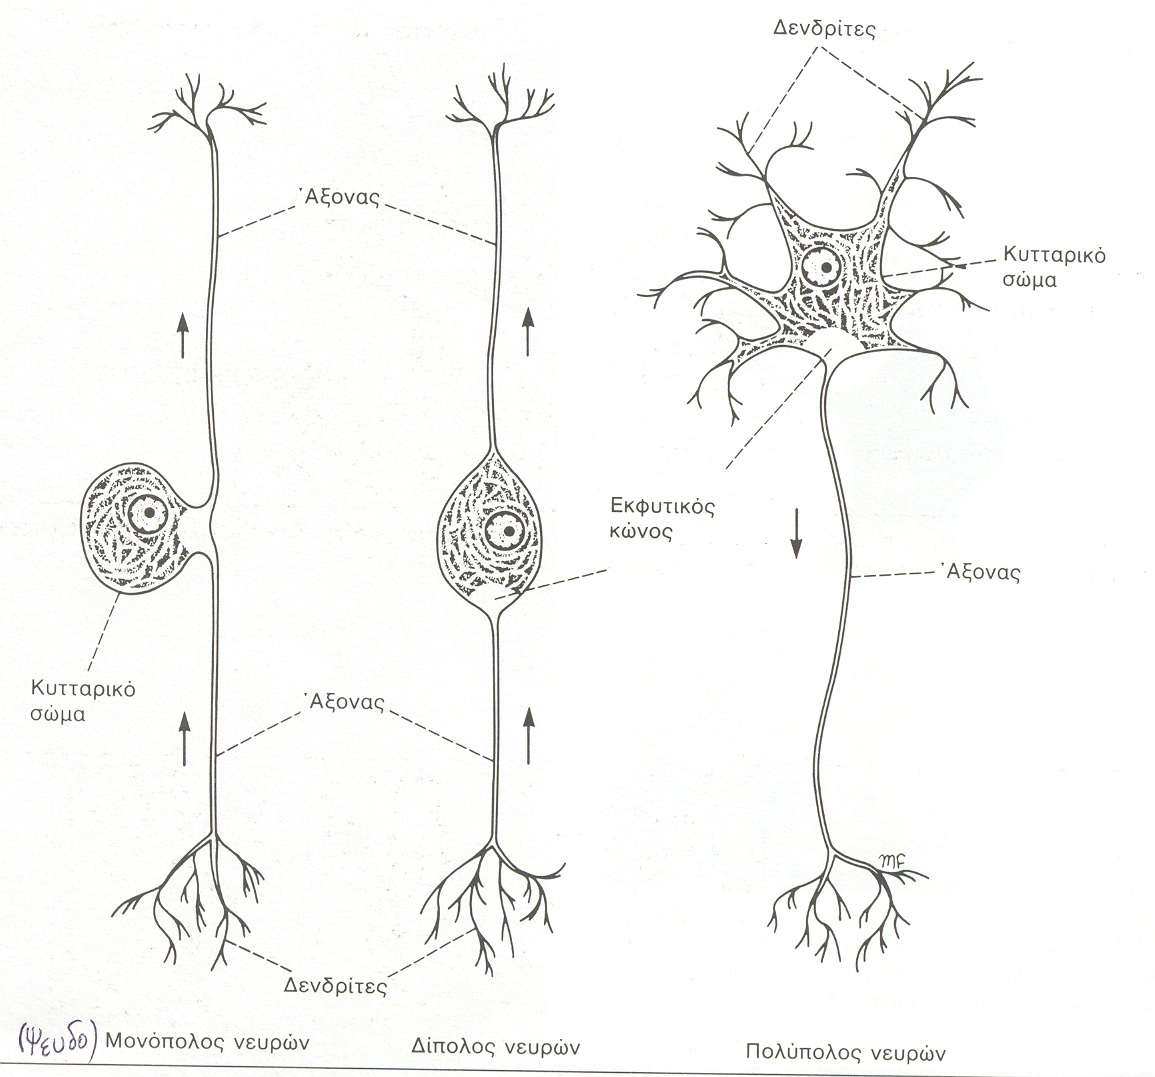 Δενδρίτες
Άξονας
Κυτταρικό
σώμα
Εκφυτικός
κώνος
Άξονας
Κυτταρικό
σώμα
Άξονας
mF
Δενδρίτες
(ψευδο) Μονόπολος νευρών
Δίπολος νευρών
Πολύπολος νευρών